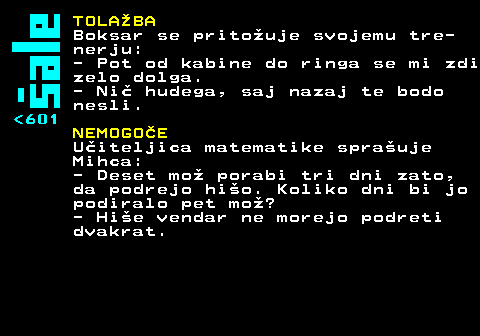 šale
<601
TOLAŽBA
Boksar se pritožuje svojemu tre-
nerju:
- Pot od kabine do ringa se mi zdi
zelo dolga.
- Nič hudega, saj nazaj te bodo
nesli.
NEMOGOČE
Učiteljica matematike sprašuje
Mihca:
- Deset mož porabi tri dni zato,
da podrejo hišo. Koliko dni bi jo
podiralo pet mož?
- Hiše vendar ne morejo podreti
dvakrat.